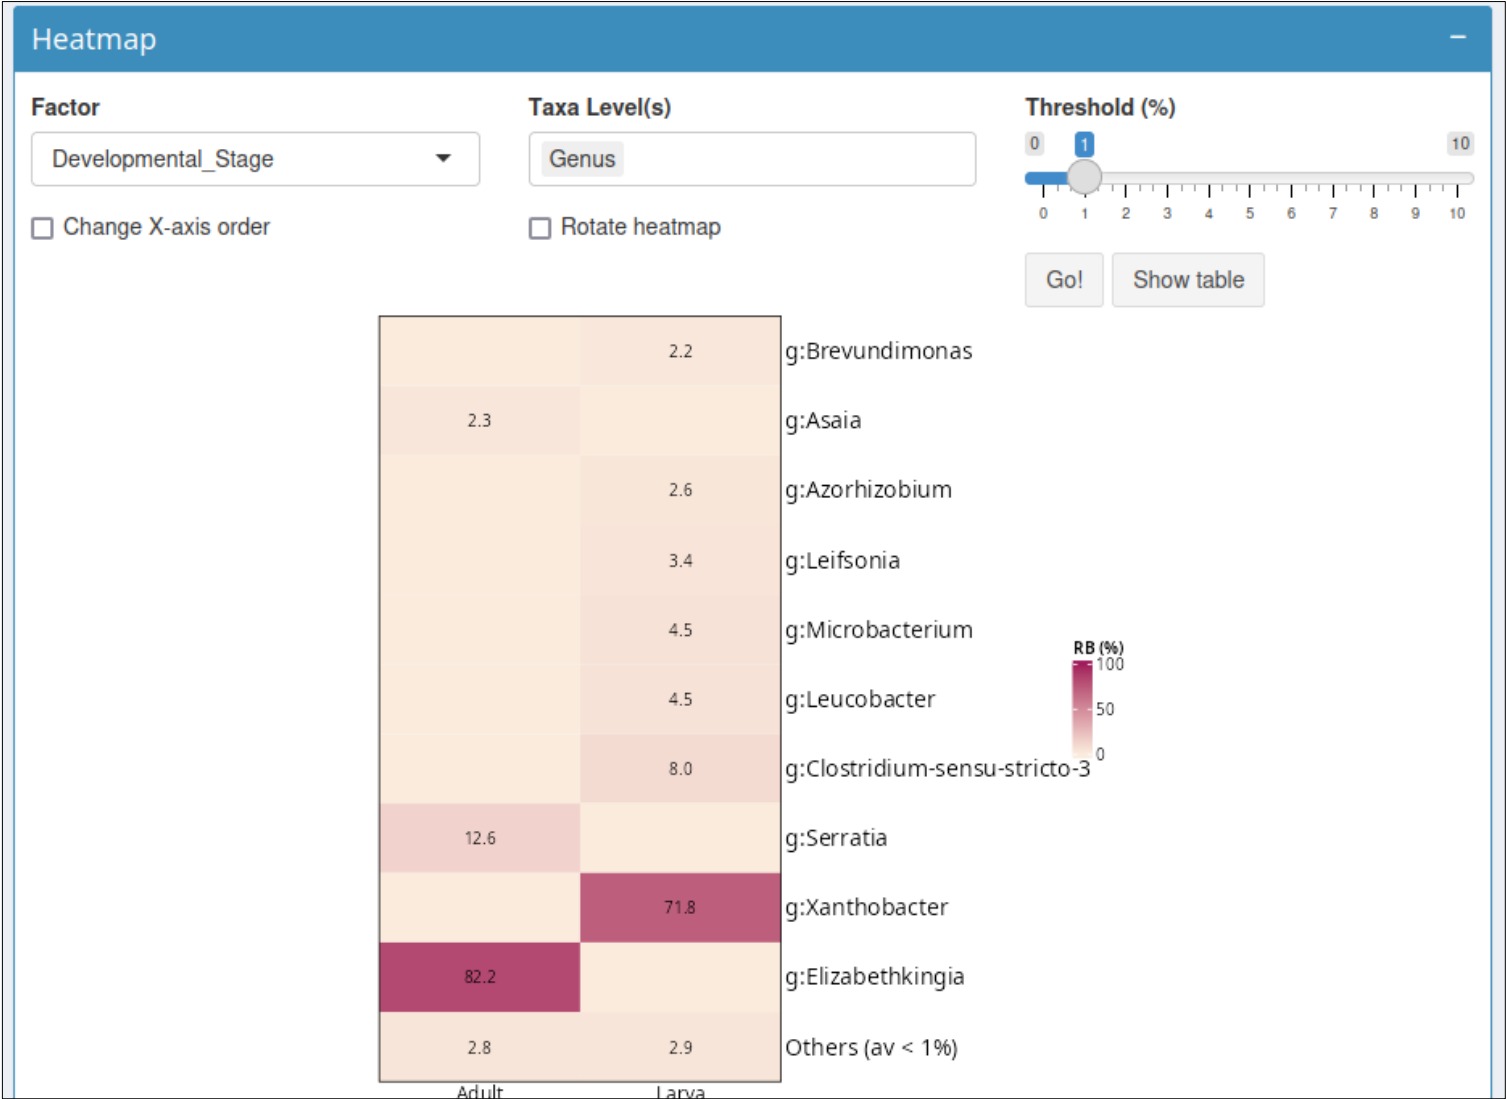 Heatmap −
Factor Taxa Level(s) Threshold (%)
Developmental_Stage Genus
0 1 10
0 1 2 3 4 5 6 7 8 9 10
Change X-axis order Rotate heatmap
Go! Show table
2.2 g:Brevundimonas
2.3 g:Asaia
2.6 g:Azorhizobium
3.4 g:Leifsonia
4.5 g:Microbacterium
RB (%)
100
4.5 g:Leucobacter
50
0
8.0 g:Clostridium-sensu-stricto-3
12.6 g:Serratia
71.8 g:Xanthobacter
82.2 g:Elizabethkingia
2.8 2.9 Others (av < 1%)
Adult Larva